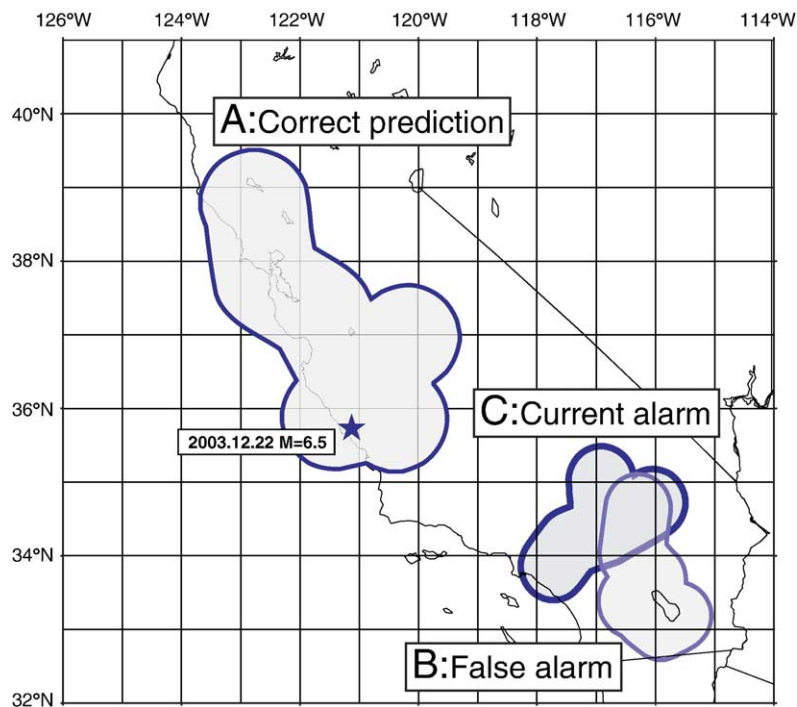 126°W 124°W 122°W 120°W 118°W 116°W 114°W
40°N
A:Correct prediction
38°N
36°N
C:Current alarm
2003.12.22 M=6.5
34°N
B:False alarm
32°N